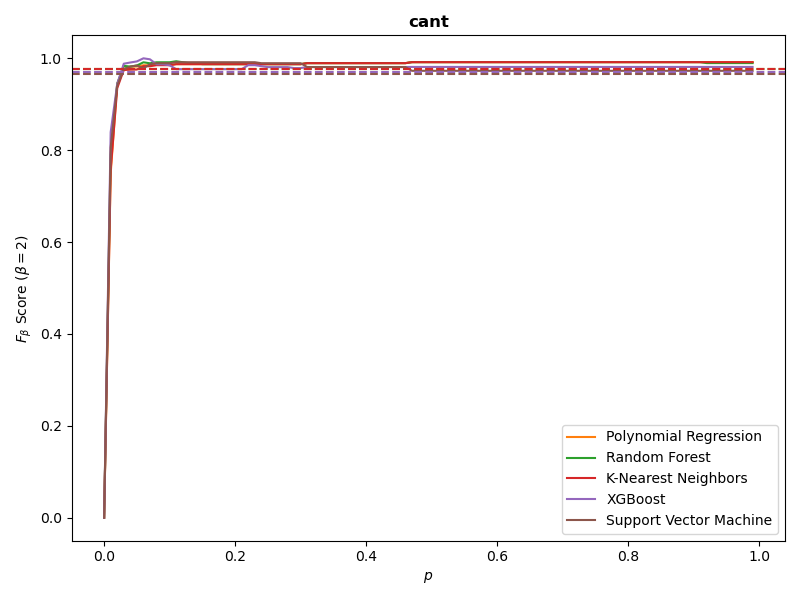 cant
1.0
0.8
0.6
0.4
0.2
0.0
F_β Score (β = 2)
Polynomial Regression
Random Forest
K-Nearest Neighbors
XGBoost
Support Vector Machine
0.0 0.2 0.4 0.6 0.8 1.0
p